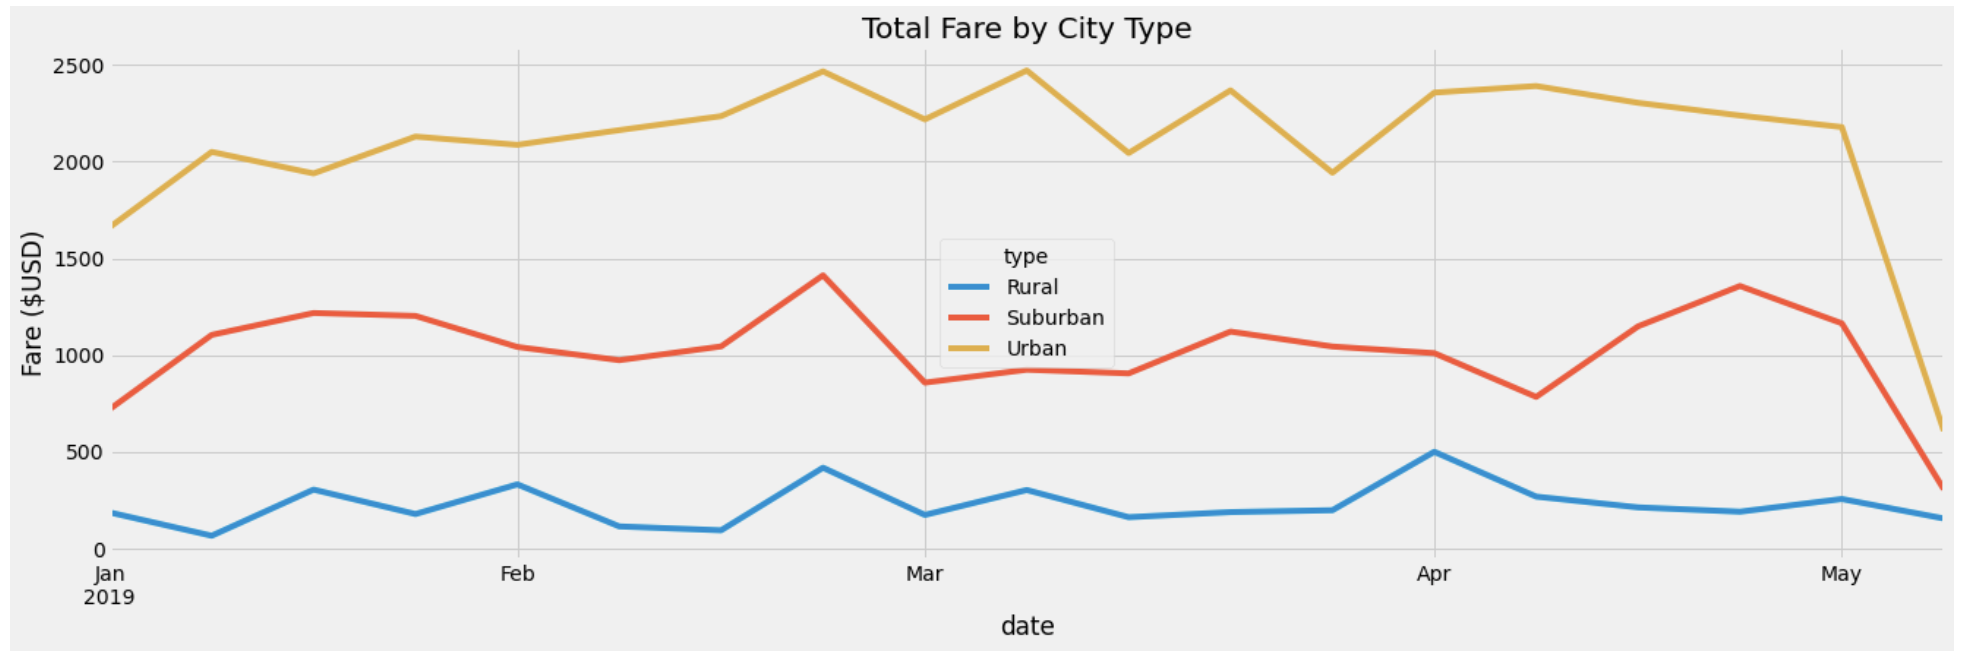 Total Fare by City Type
Fare ($USD)
2500
2000
1500
1000
500
0
type
Rural
Suburban
Urban
Jan Feb Mar Apr May
2019
date